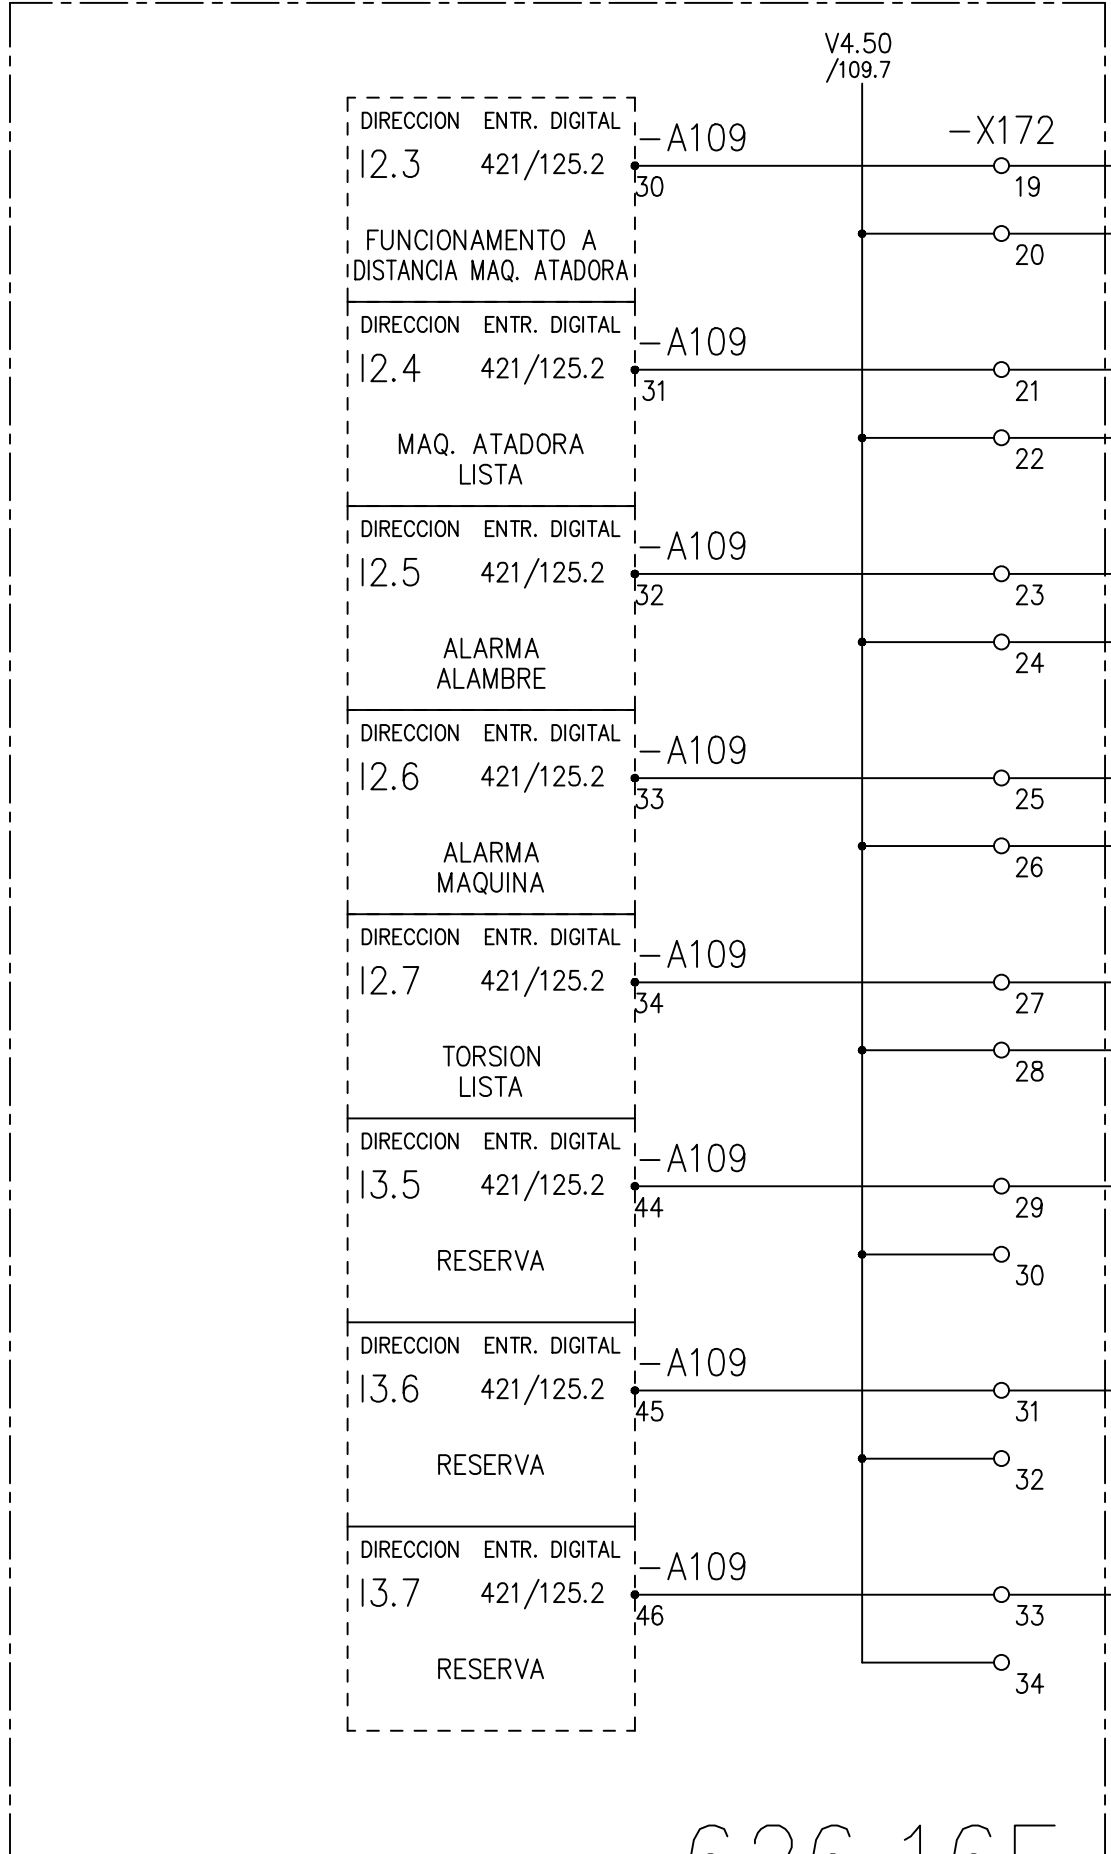 V4.50
/109.7
DIRECCION ENTR. DIGITAL
I2.3 421/125.2
-A109
30
-X172
19
FUNCIONAMENTO A
DISTANCIA MAQ. ATADORA
20
DIRECCION ENTR. DIGITAL
I2.4 421/125.2
-A109
31
21
MAQ. ATADORA
LISTA
22
DIRECCION ENTR. DIGITAL
I2.5 421/125.2
-A109
32
23
ALARMA
ALAMBRE
24
DIRECCION ENTR. DIGITAL
I2.6 421/125.2
-A109
33
25
ALARMA
MAQUINA
26
DIRECCION ENTR. DIGITAL
I2.7 421/125.2
-A109
34
27
TORSION
LISTA
28
DIRECCION ENTR. DIGITAL
I3.5 421/125.2
-A109
44
29
RESERVA
30
DIRECCION ENTR. DIGITAL
I3.6 421/125.2
-A109
45
31
RESERVA
32
DIRECCION ENTR. DIGITAL
I3.7 421/125.2
-A109
46
33
RESERVA
34